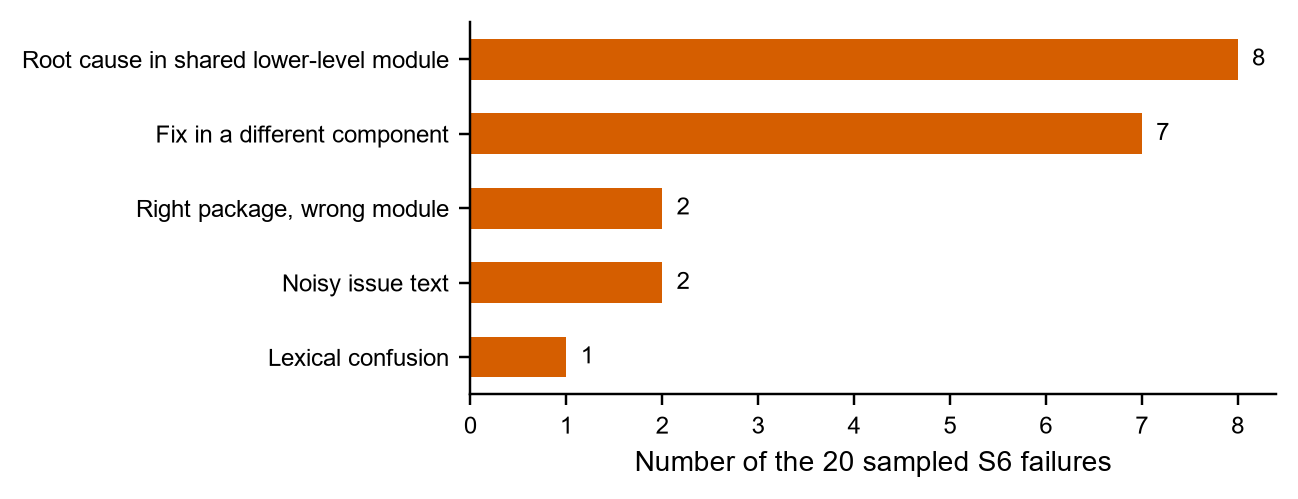 Root cause in shared lower-level module 8
Fix in a different component 7
Right package, wrong module 2
Noisy issue text 2
Lexical confusion 1
0 1 2 3 4 5 6 7 8
Number of the 20 sampled S6 failures